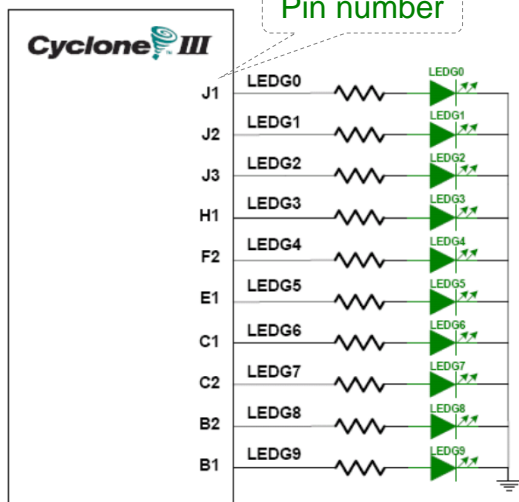 Pin number
Cyclone III
J1 LEDG0 LEDG0
J2 LEDG1 LEDG1
J3 LEDG2 LEDG2
H1 LEDG3 LEDG3
F2 LEDG4 LEDG4
E1 LEDG5 LEDG5
C1 LEDG6 LEDG6
C2 LEDG7 LEDG7
B2 LEDG8 LEDG8
B1 LEDG9 LEDG9